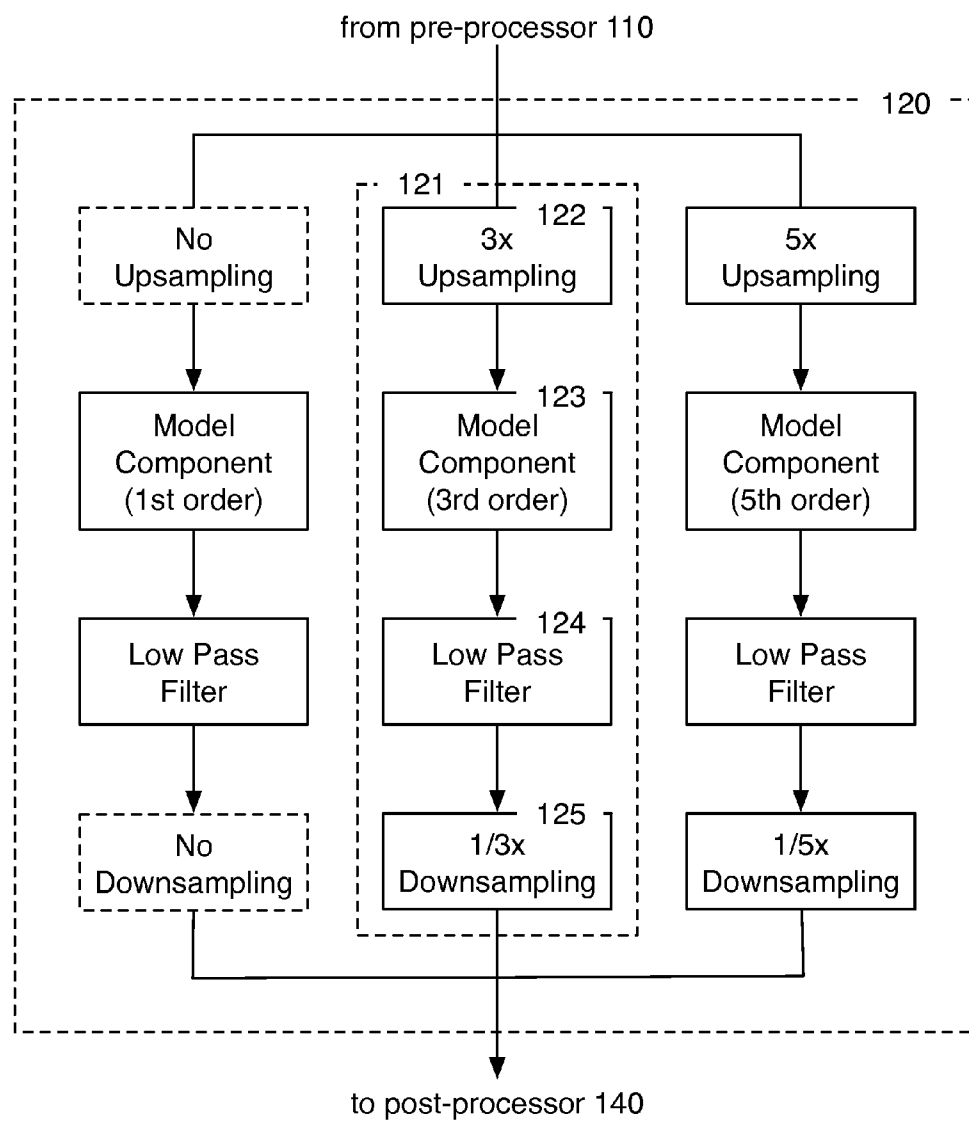 from pre-processor 110
120
121
No
Upsampling
122
3x
Upsampling
5x
Upsampling
Model
Component
(1st order)
123
Model
Component
(3rd order)
Model
Component
(5th order)
Low Pass
Filter
124
Low Pass
Filter
Low Pass
Filter
No
Downsampling
125
1/3x
Downsampling
1/5x
Downsampling
to post-processor 140